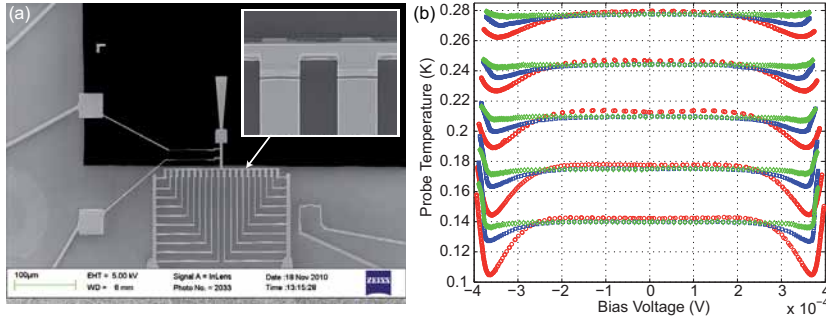 (a)
100µm
EHT = 5.00 kV
WD = 6 mm
Signal A = InLens
Photo No. = 2033
Date :18 Nov 2010
Time :13:15:28
ZEISS
(b)
Probe Temperature (K)
0.28
0.26
0.24
0.22
0.2
0.18
0.16
0.14
0.12
0.1
−4 −3 −2 −1 0 1 2 3 4
Bias Voltage (V)
x 10⁻⁴